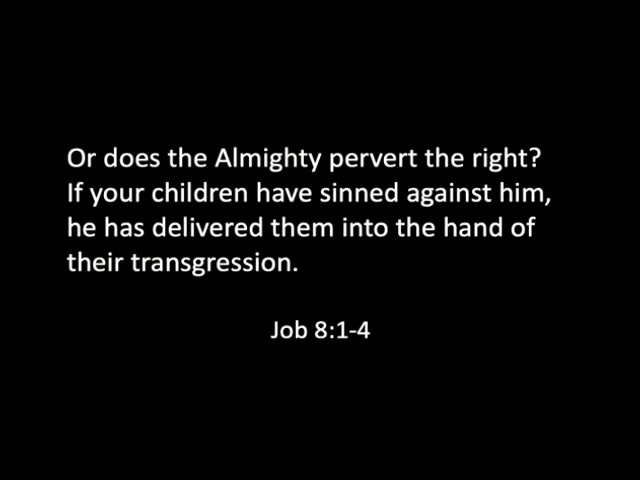 Or does the Almighty pervert the right?
If your children have sinned against him,
he has delivered them into the hand of
their transgression.
Job 8:1-4